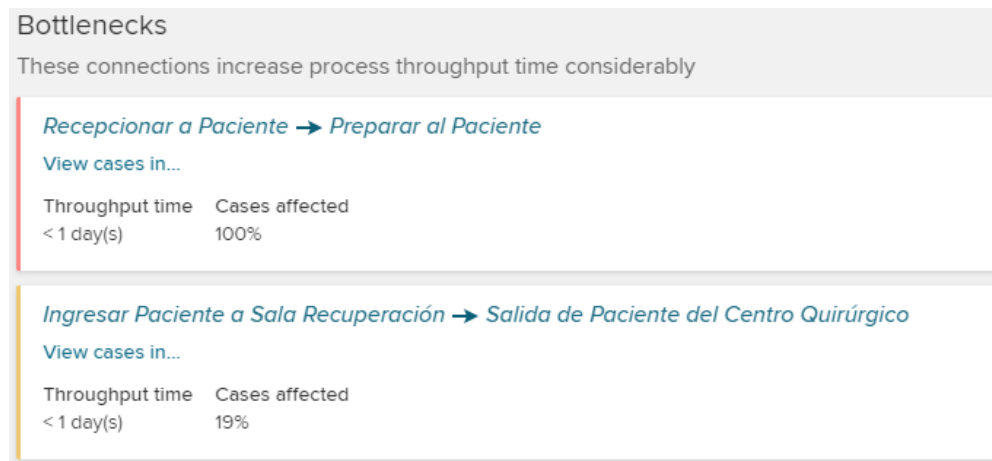 Bottlenecks
These connections increase process throughput time considerably
Recepcionar a Paciente → Preparar al Paciente
View cases in...
Throughput time Cases affected
< 1 day(s) 100%
Ingresar Paciente a Sala Recuperación → Salida de Paciente del Centro Quirúrgico
View cases in...
Throughput time Cases affected
< 1 day(s) 19%